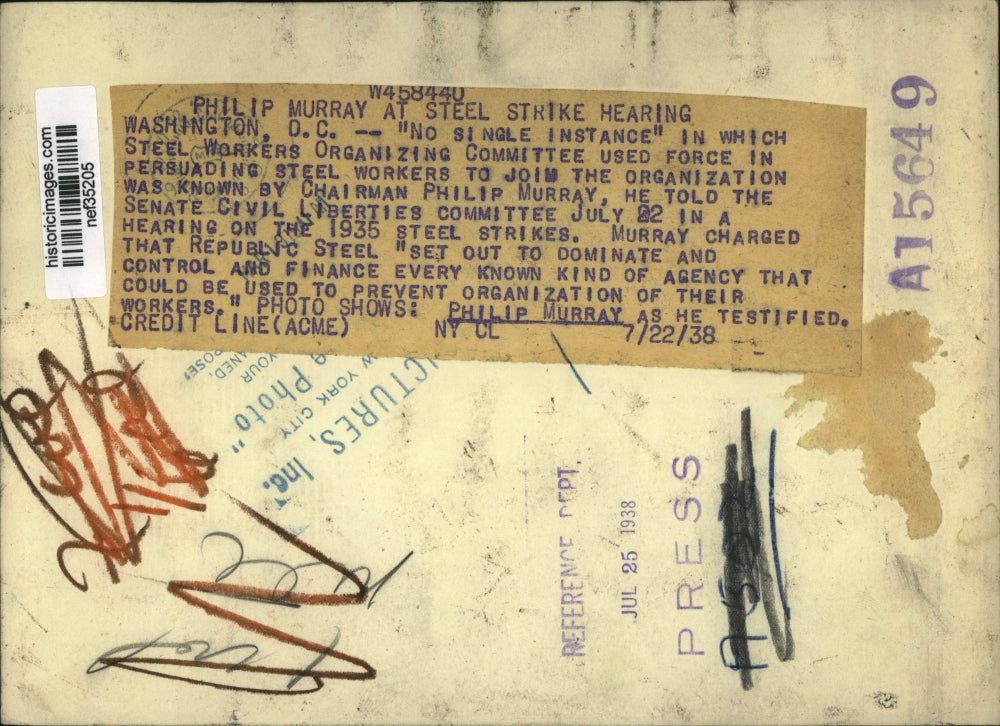 W458440
PHILIP MURRAY AT STEEL STRIKE HEARING
WASHINGTON, D.C. -- "NO SINGLE INSTANCE" IN WHICH
STEEL WORKERS ORGANIZING COMMITTEE USED FORCE IN
PERSUADING STEEL WORKERS TO JOIN THE ORGANIZATION
WAS KNOWN BY CHAIRMAN PHILIP MURRAY, HE TOLD THE
SENATE CIVIL LIBERTIES COMMITTEE JULY 22 IN A
HEARING ON THE 1935 STEEL STRIKES. MURRAY CHARGED
THAT REPUBLIC STEEL "SET OUT TO DOMINATE AND
CONTROL AND FINANCE EVERY KNOWN KIND OF AGENCY THAT
COULD BE USED TO PREVENT ORGANIZATION OF THEIR
WORKERS." PHOTO SHOWS: PHILIP MURRAY AS HE TESTIFIED.
CREDIT LINE(ACME) NY CL 7/22/38
historicimages.com
nef35205
A15649
PICTURES, Inc.
NEW YORK CITY
Photo"
YOUR
REFERENCE DEPT.
JUL 25 1938
PRESS